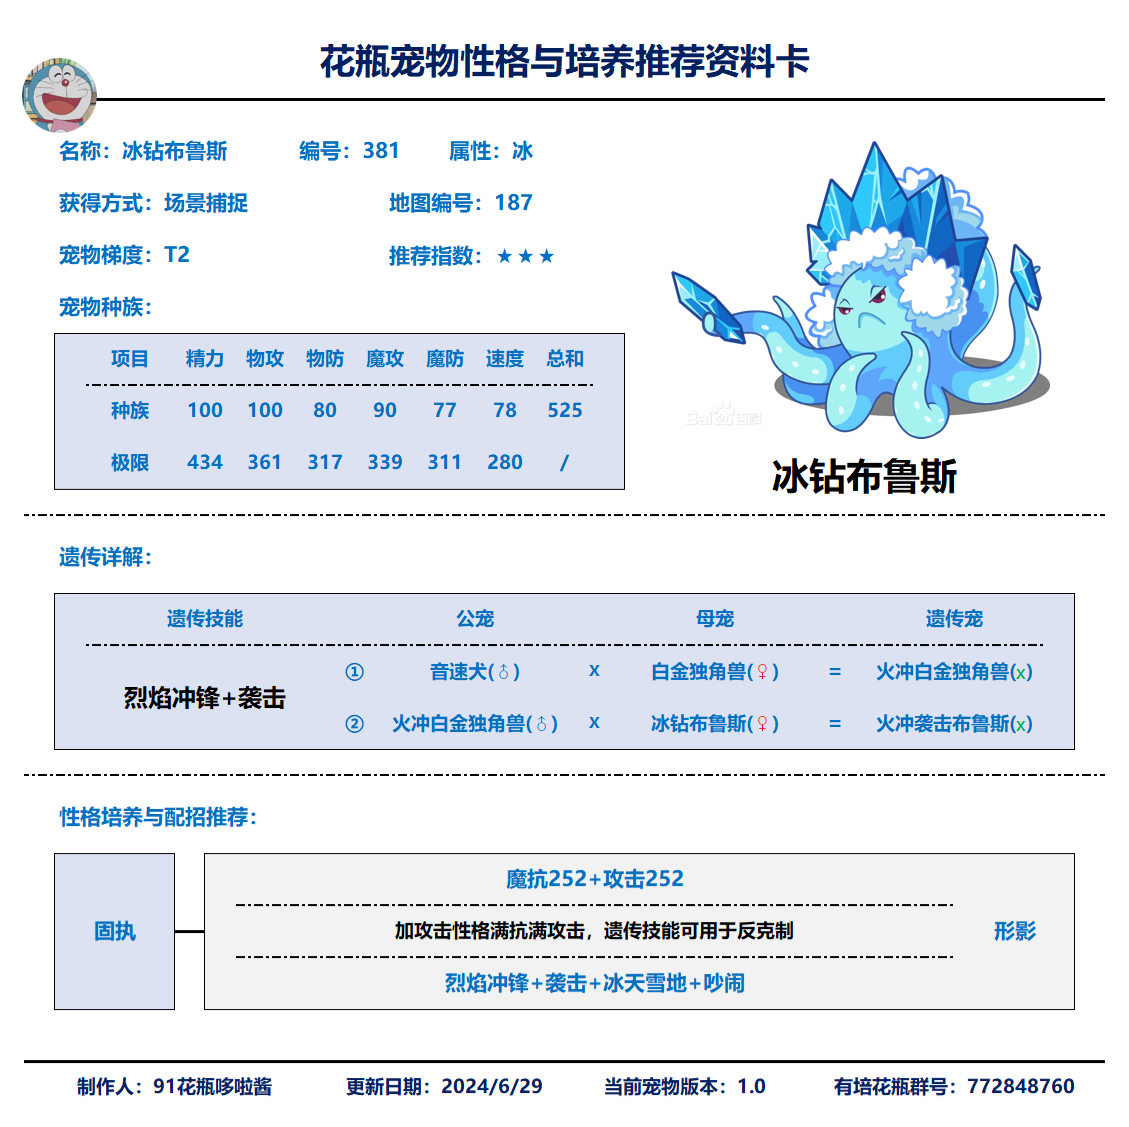 花瓶宠物性格与培养推荐资料卡
名称：冰钻布鲁斯 编号：381 属性：冰
获得方式：场景捕捉 地图编号：187
宠物梯度：T2 推荐指数：★★★
宠物种族：
项目 精力 物攻 物防 魔攻 魔防 速度 总和
种族 100 100 80 90 77 78 525
极限 434 361 317 339 311 280 /
Bai百科
冰钻布鲁斯
遗传详解：
遗传技能 公宠 母宠 遗传宠
烈焰冲锋+袭击
① 音速犬(♂) x 白金独角兽(♀) = 火冲白金独角兽(x)
② 火冲白金独角兽(♂) x 冰钻布鲁斯(♀) = 火冲袭击布鲁斯(x)
性格培养与配招推荐：
固执
魔抗252+攻击252
加攻击性格满抗满攻击，遗传技能可用于反克制
烈焰冲锋+袭击+冰天雪地+吵闹
形影
制作人：91花瓶哆啦酱 更新日期：2024/6/29 当前宠物版本：1.0 有培花瓶群号：772848760